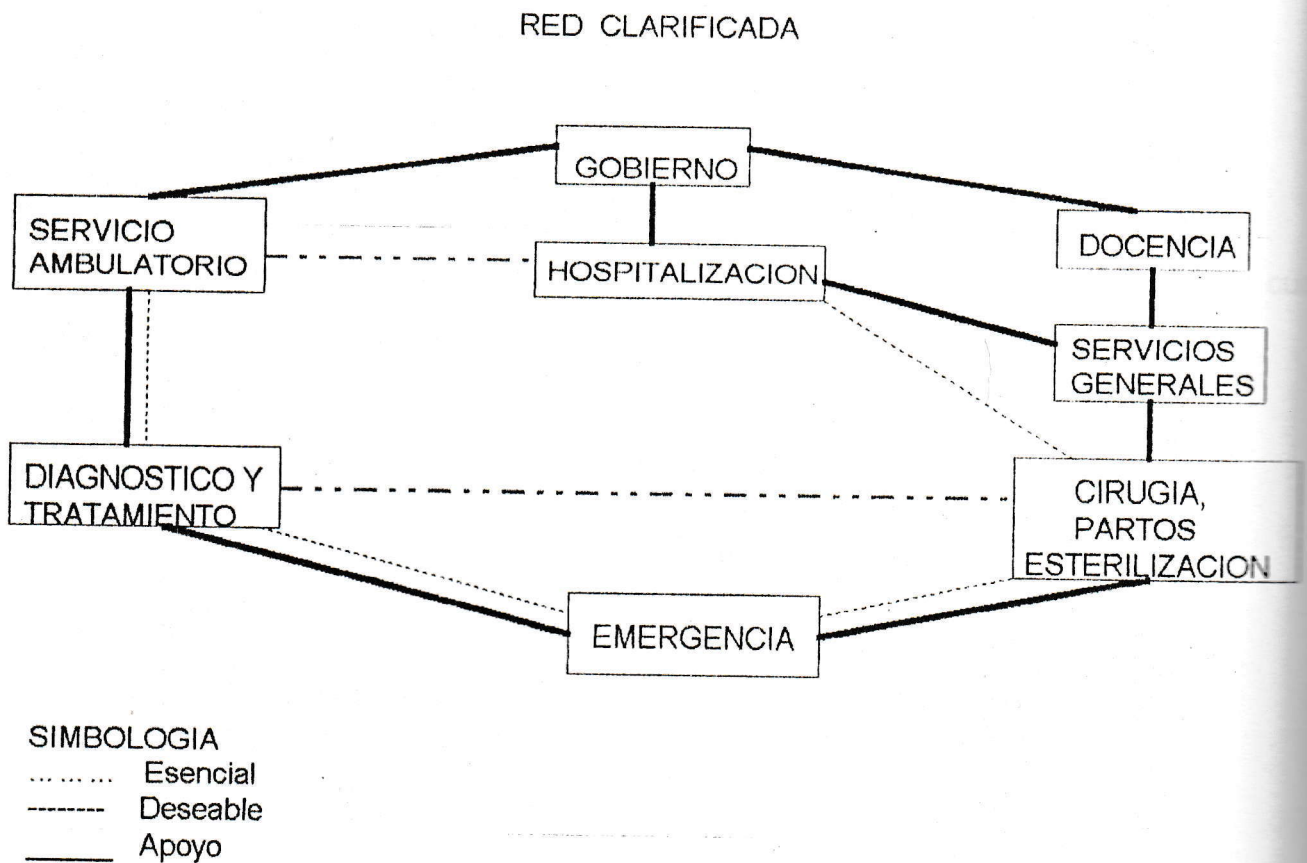 RED CLARIFICADA
GOBIERNO
SERVICIO
AMBULATORIO
HOSPITALIZACION
DOCENCIA
SERVICIOS
GENERALES
DIAGNOSTICO Y
TRATAMIENTO
CIRUGIA,
PARTOS
ESTERILIZACION
EMERGENCIA
SIMBOLOGIA
Esencial
Deseable
Apoyo